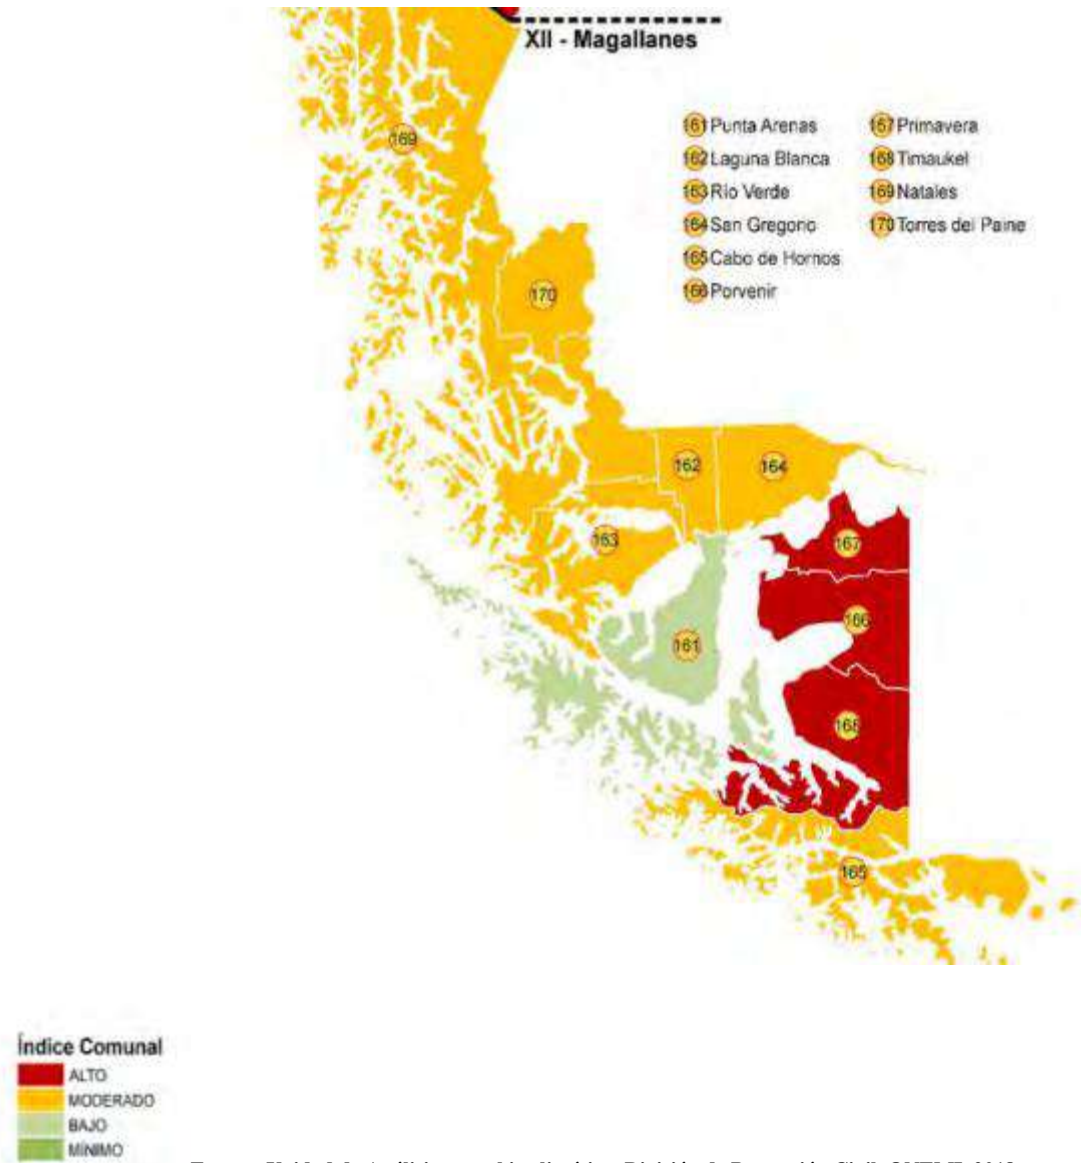 XII - Magallanes
161 Punta Arenas
162 Laguna Blanca
163 Río Verde
164 San Gregorio
165 Cabo de Hornos
166 Porvenir
167 Primavera
168 Timaukel
169 Natales
170 Torres del Paine
169
170
162
164
163
167
166
161
168
165
Índice Comunal
ALTO
MODERADO
BAJO
MÍNIMO